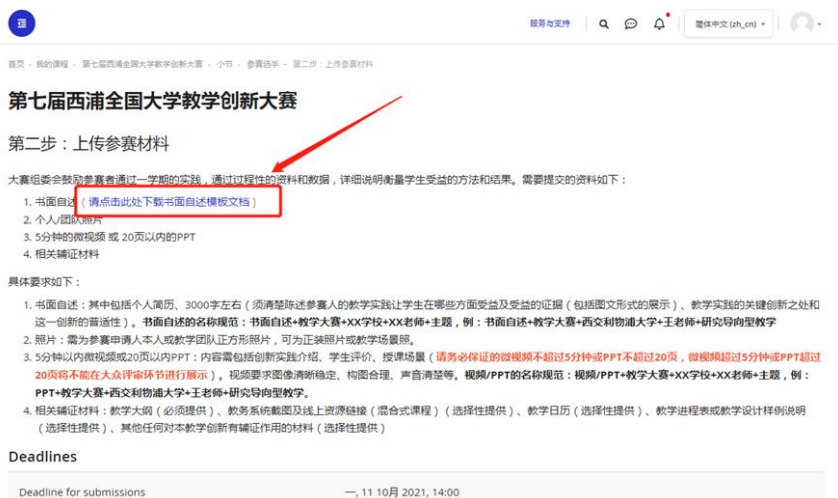 服务与支持
简体中文 (zh_cn)
首页 - 我的课程 - 第七届西浦全国大学教学创新大赛 - 小节 - 参赛选手 - 第二步：上传参赛材料
第七届西浦全国大学教学创新大赛
第二步：上传参赛材料
大赛组委会鼓励参赛者通过一学期的实践，通过过程性的资料和数据，详细说明衡量学生受益的方法和结果。需要提交的资料如下：
1. 书面自述（请点击此处下载书面自述模板文档）
2. 个人/团队照片
3. 5分钟的微视频 或 20页以内的PPT
4. 相关辅证材料
具体要求如下：
1. 书面自述：其中包括个人简历、3000字左右（须清楚陈述参赛人的教学实践让学生在哪些方面受益及受益的证据（包括图文形式的展示）、教学实践的关键创新之处和
这一创新的普适性）。书面自述的名称规范：书面自述+教学大赛+XX学校+XX老师+主题，例：书面自述+教学大赛+西交利物浦大学+王老师+研究导向型教学
2. 照片：需为参赛申请人本人或教学团队正方形照片，可为正装照片或教学场景照。
3. 5分钟以内微视频或20页以内PPT：内容需包括创新实践介绍、学生评价、授课场景（请务必保证的微视频不超过5分钟或PPT不超过20页，微视频超过5分钟或PPT超过
20页将不能在大众评审环节进行展示）。视频要求图像清晰稳定、构图合理、声音清楚等。视频/PPT的名称规范：视频/PPT+教学大赛+XX学校+XX老师+主题，例：
PPT+教学大赛+西交利物浦大学+王老师+研究导向型教学。
4. 相关辅证材料：教学大纲（必须提供）、教务系统截图及线上资源链接（混合式课程）（选择性提供）、教学日历（选择性提供）、教学进程表或教学设计样例说明
（选择性提供）、其他任何对本教学创新有辅证作用的材料（选择性提供）
Deadlines
Deadline for submissions 一, 11 10月 2021, 14:00